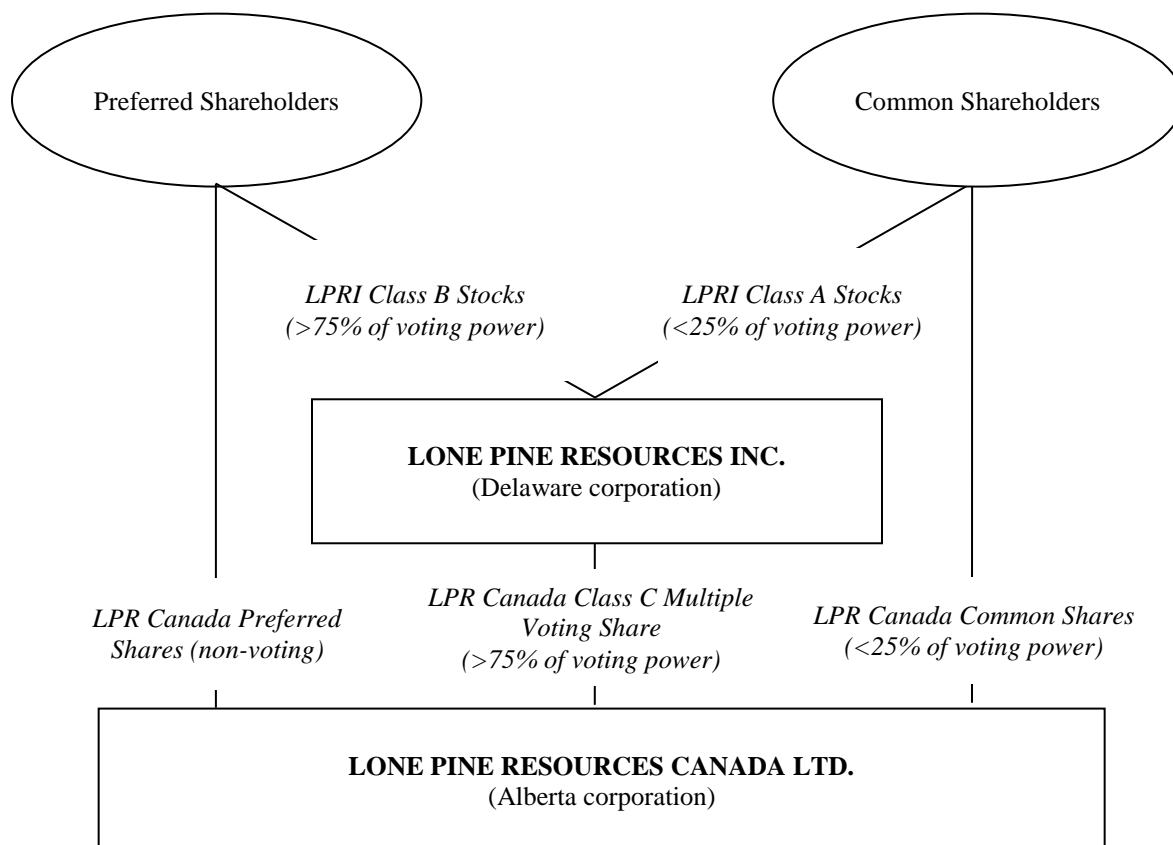 Preferred Shareholders
Common Shareholders
LPRI Class B Stocks
(>75% of voting power)
LPRI Class A Stocks
(<25% of voting power)
LONE PINE RESOURCES INC.
(Delaware corporation)
LPR Canada Preferred
Shares (non-voting)
LPR Canada Class C Multiple
Voting Share
(>75% of voting power)
LPR Canada Common Shares
(<25% of voting power)
LONE PINE RESOURCES CANADA LTD.
(Alberta corporation)